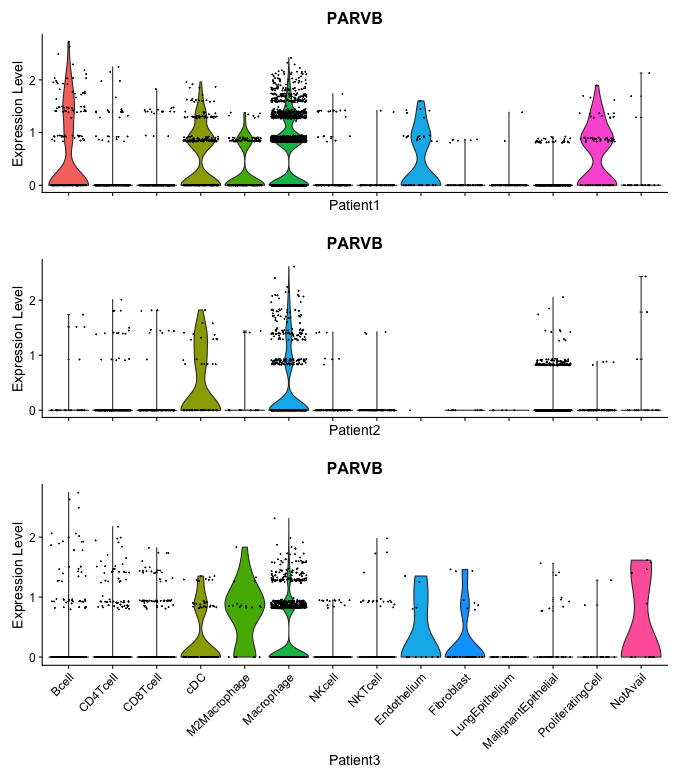 PARVB
Expression Level
2
1
0
Patient1
PARVB
Expression Level
2
1
0
Patient2
PARVB
Expression Level
2
1
0
Bcell
CD4Tcell
CD8Tcell
cDC
M2Macrophage
Macrophage
NKcell
NKTcell
Endothelium
Fibroblast
LungEpithelium
MalignantEpithelial
ProliferatingCell
NotAvail
Patient3